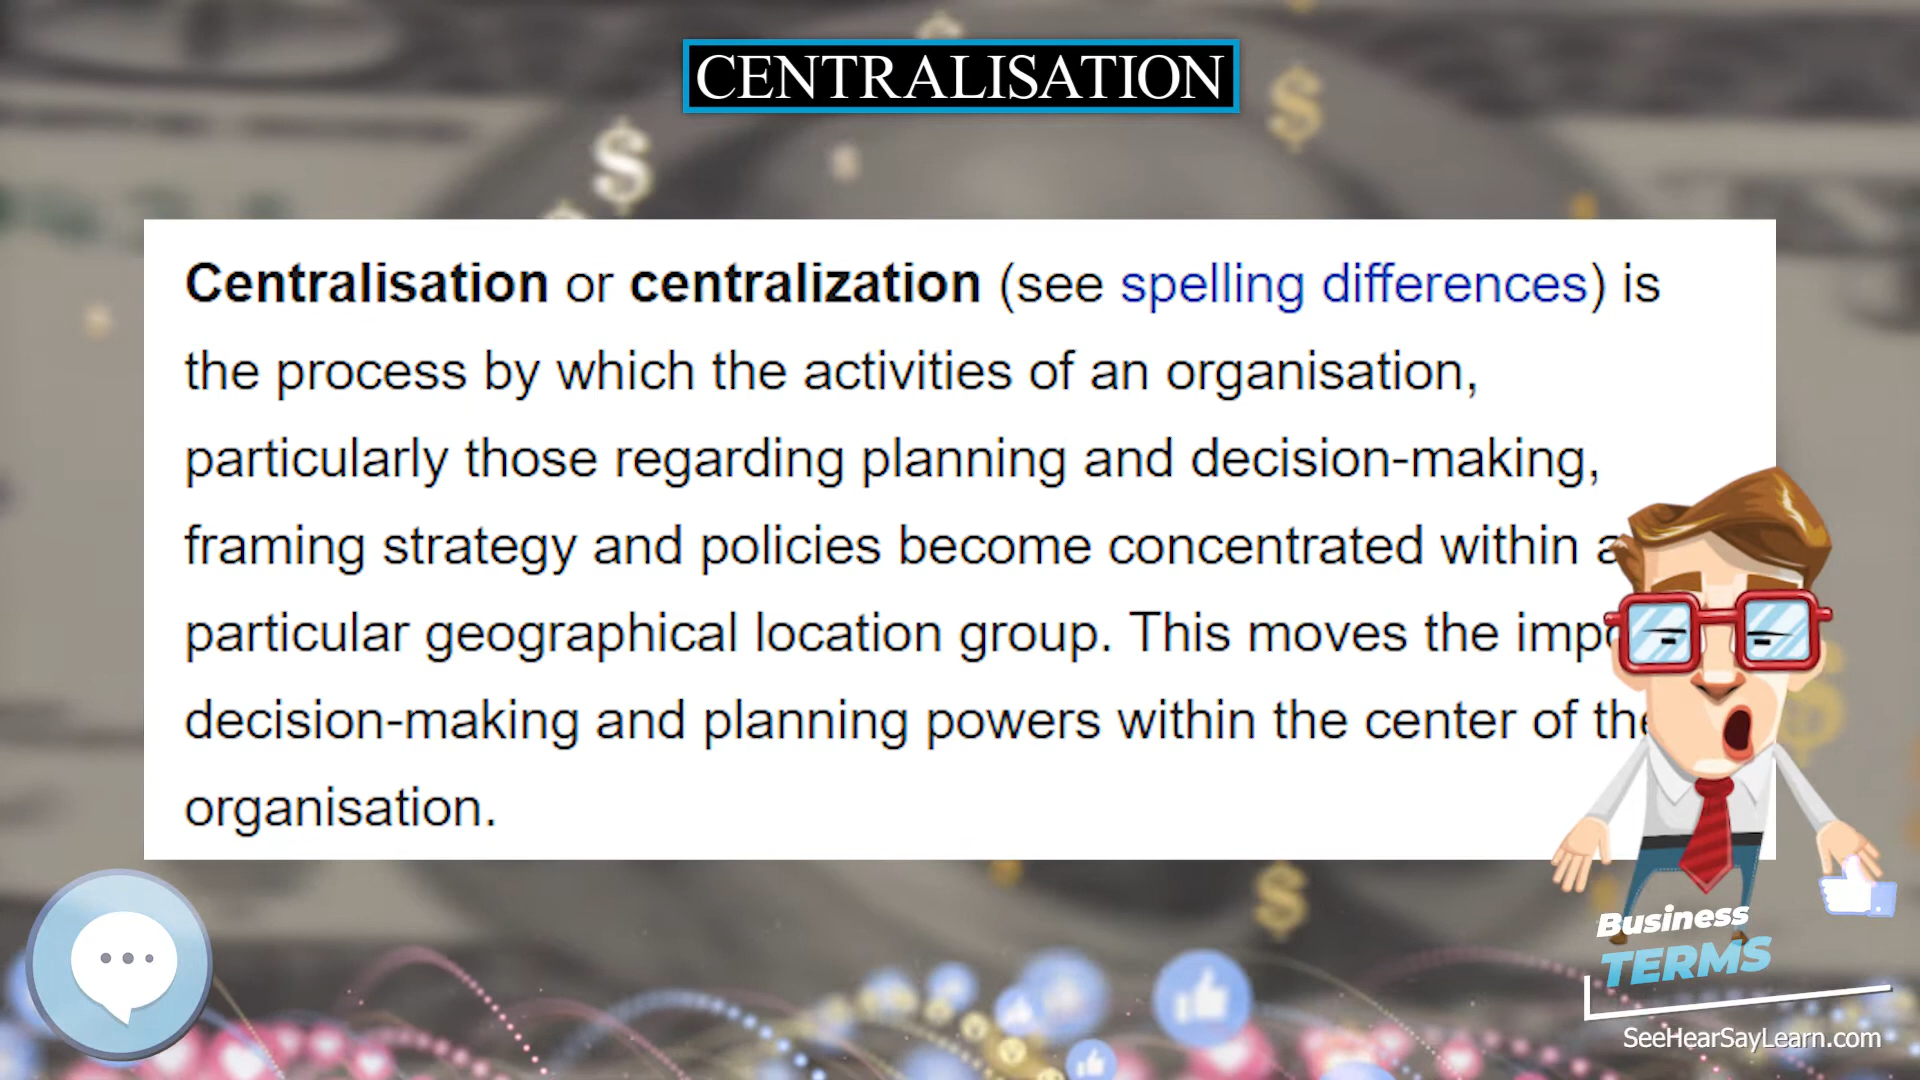 CENTRALISATION
Centralisation or centralization (see spelling differences) is
the process by which the activities of an organisation,
particularly those regarding planning and decision-making,
framing strategy and policies become concentrated within a
particular geographical location group. This moves the
decision-making and planning powers within the center of the
organisation.
Business
TERMS
SeeHearSayLearn.com